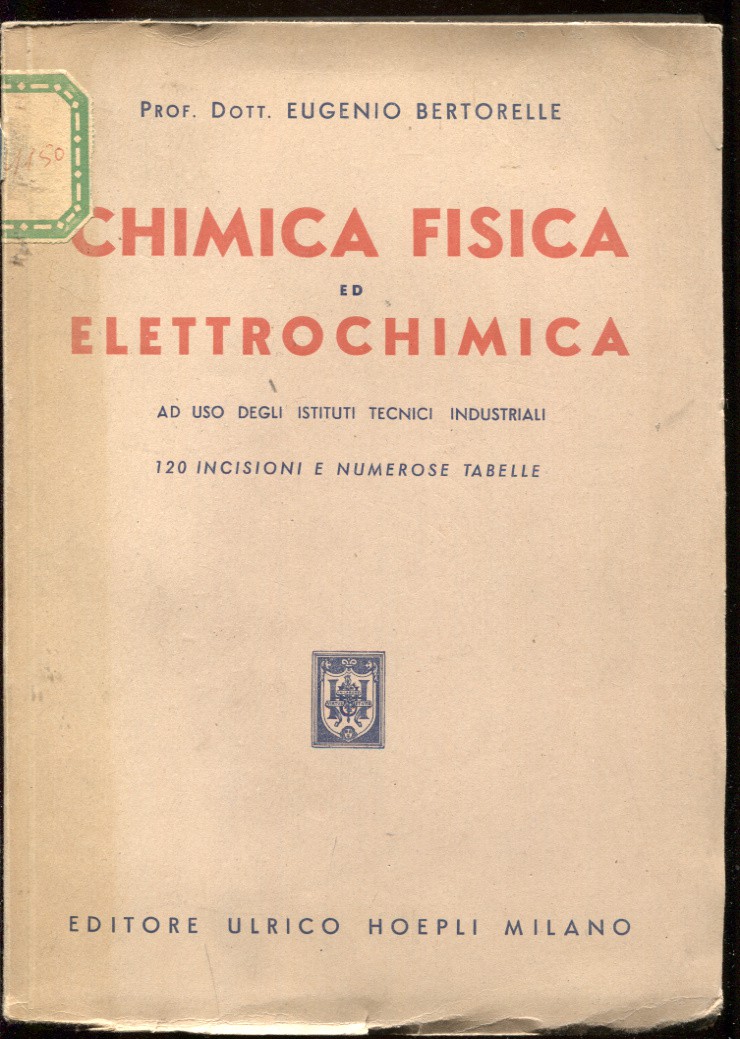 PROF. DOTT. EUGENIO BERTORELLE
CHIMICA FISICA
ED
ELETTROCHIMICA
AD USO DEGLI ISTITUTI TECNICI INDUSTRIALI
120 INCISIONI E NUMEROSE TABELLE
EDITORE ULRICO HOEPLI MILANO